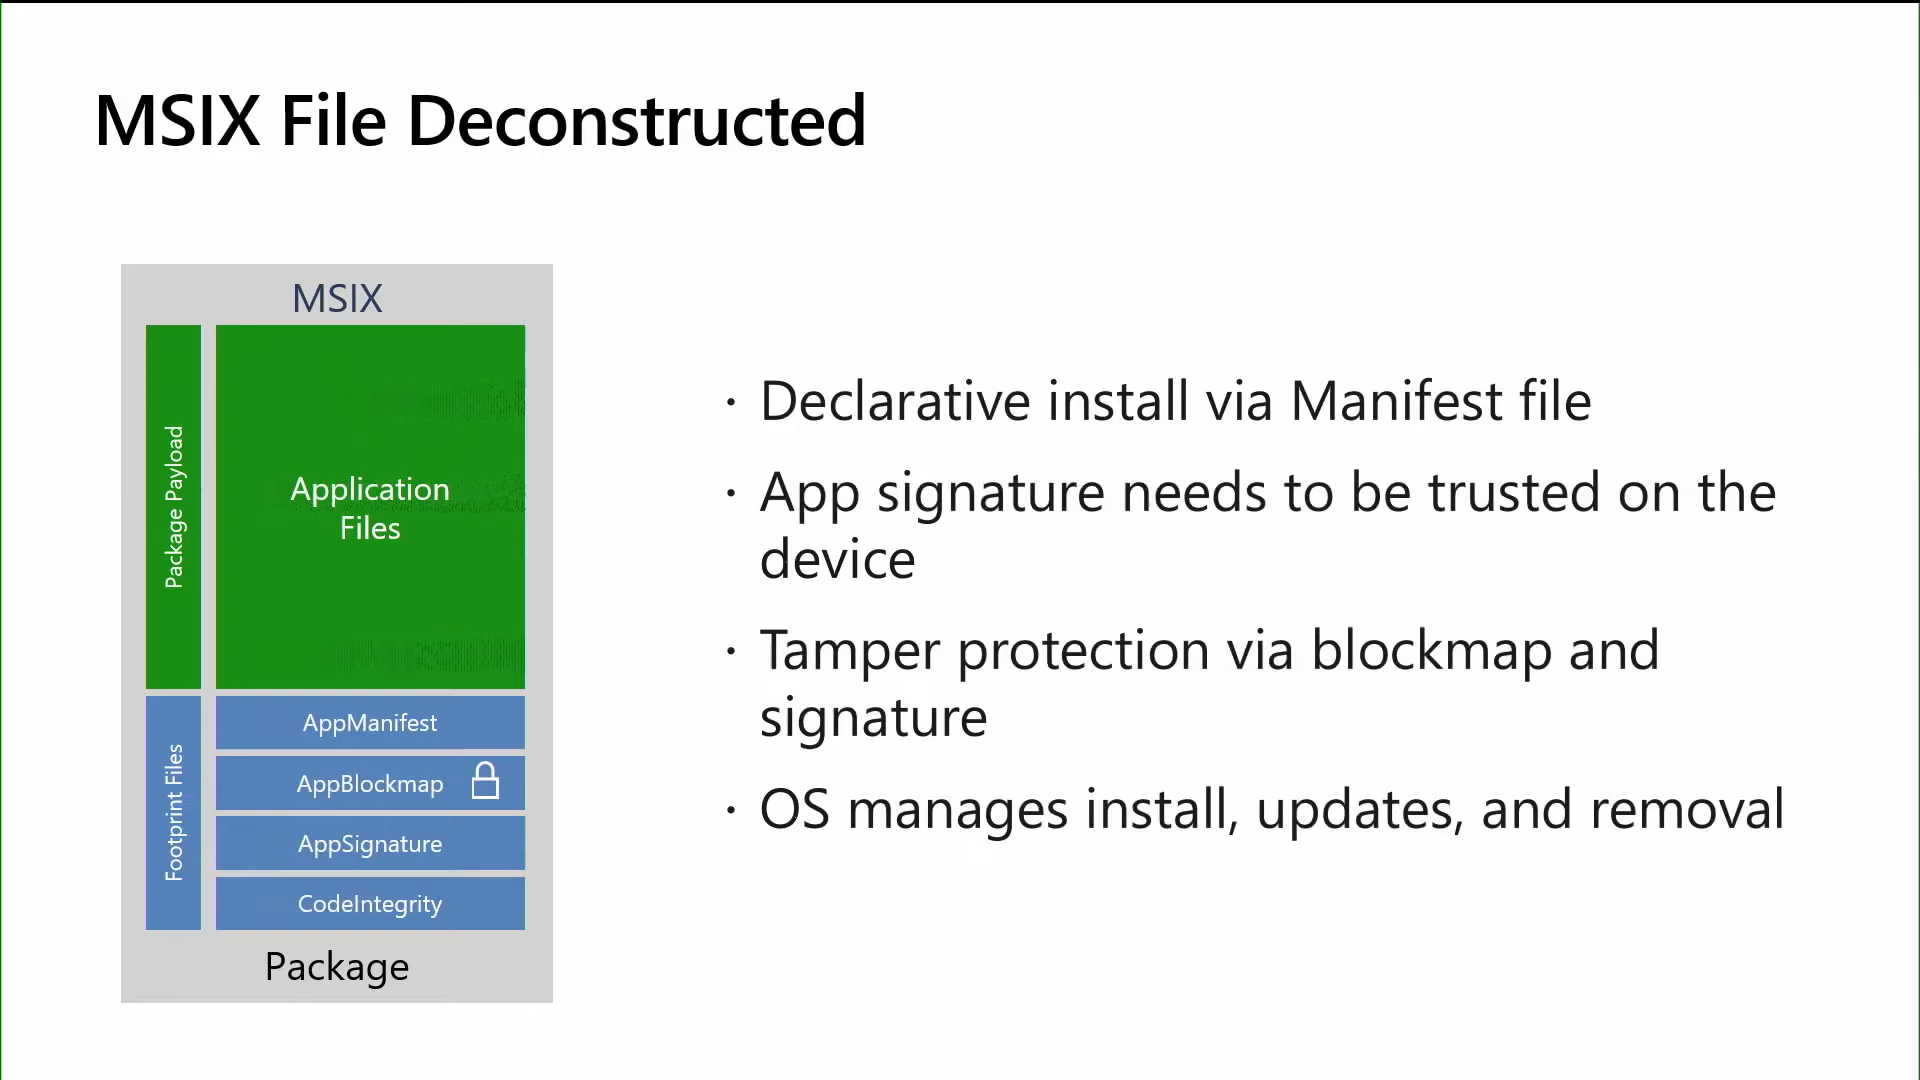 MSIX File Deconstructed
MSIX
Package Payload
Application
Files
Footprint Files
AppManifest
AppBlockmap
AppSignature
CodeIntegrity
Package
· Declarative install via Manifest file
· App signature needs to be trusted on the
device
· Tamper protection via blockmap and
signature
· OS manages install, updates, and removal